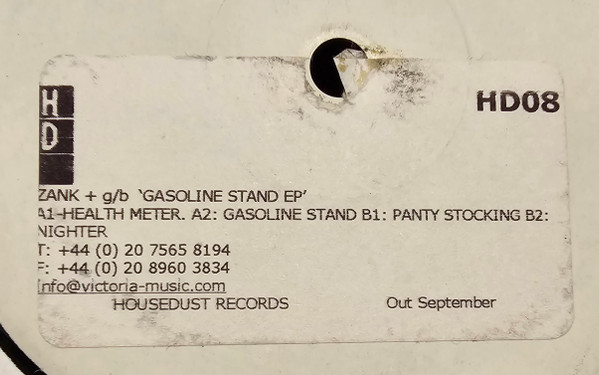 HD
HD08
ZANK + g/b 'GASOLINE STAND EP'
A1-HEALTH METER. A2: GASOLINE STAND B1: PANTY STOCKING B2:
NIGHTER
T: +44 (0) 20 7565 8194
F: +44 (0) 20 8960 3834
info@victoria-music.com
HOUSEDUST RECORDS Out September